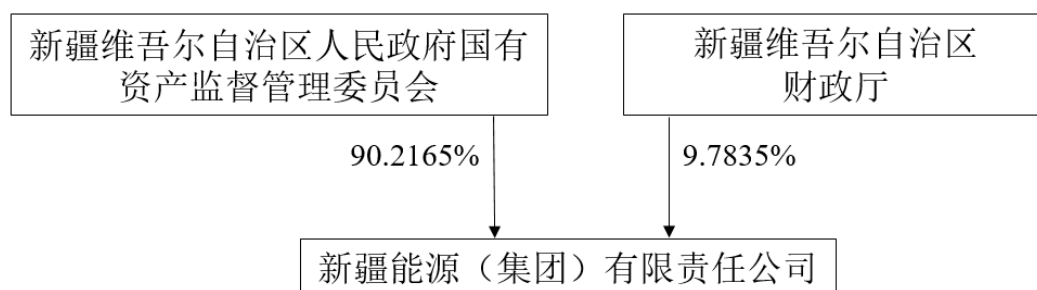 新疆维吾尔自治区人民政府国有
资产监督管理委员会
新疆维吾尔自治区
财政厅
90.2165%
9.7835%
新疆能源（集团）有限责任公司